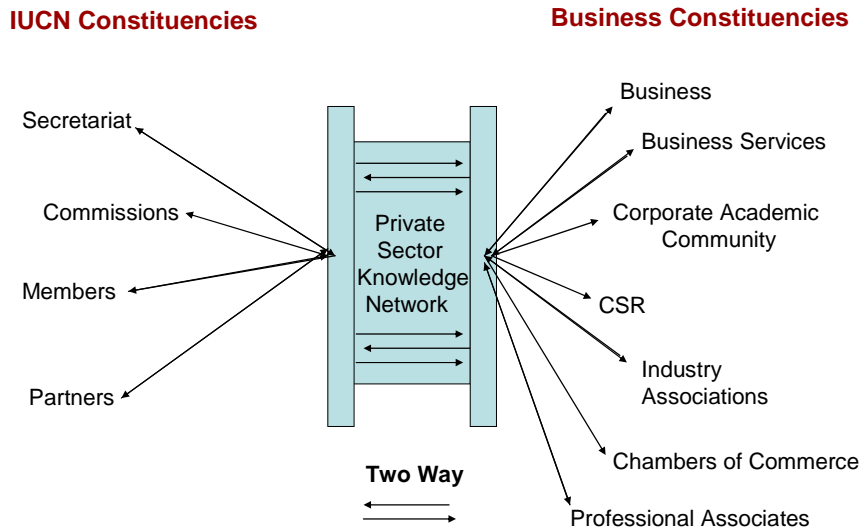 IUCN Constituencies
Business Constituencies
Secretariat
Commissions
Members
Partners
Private
Sector
Knowledge
Network
Business
Business Services
Corporate Academic
Community
CSR
Industry
Associations
Chambers of Commerce
Professional Associates
Two Way